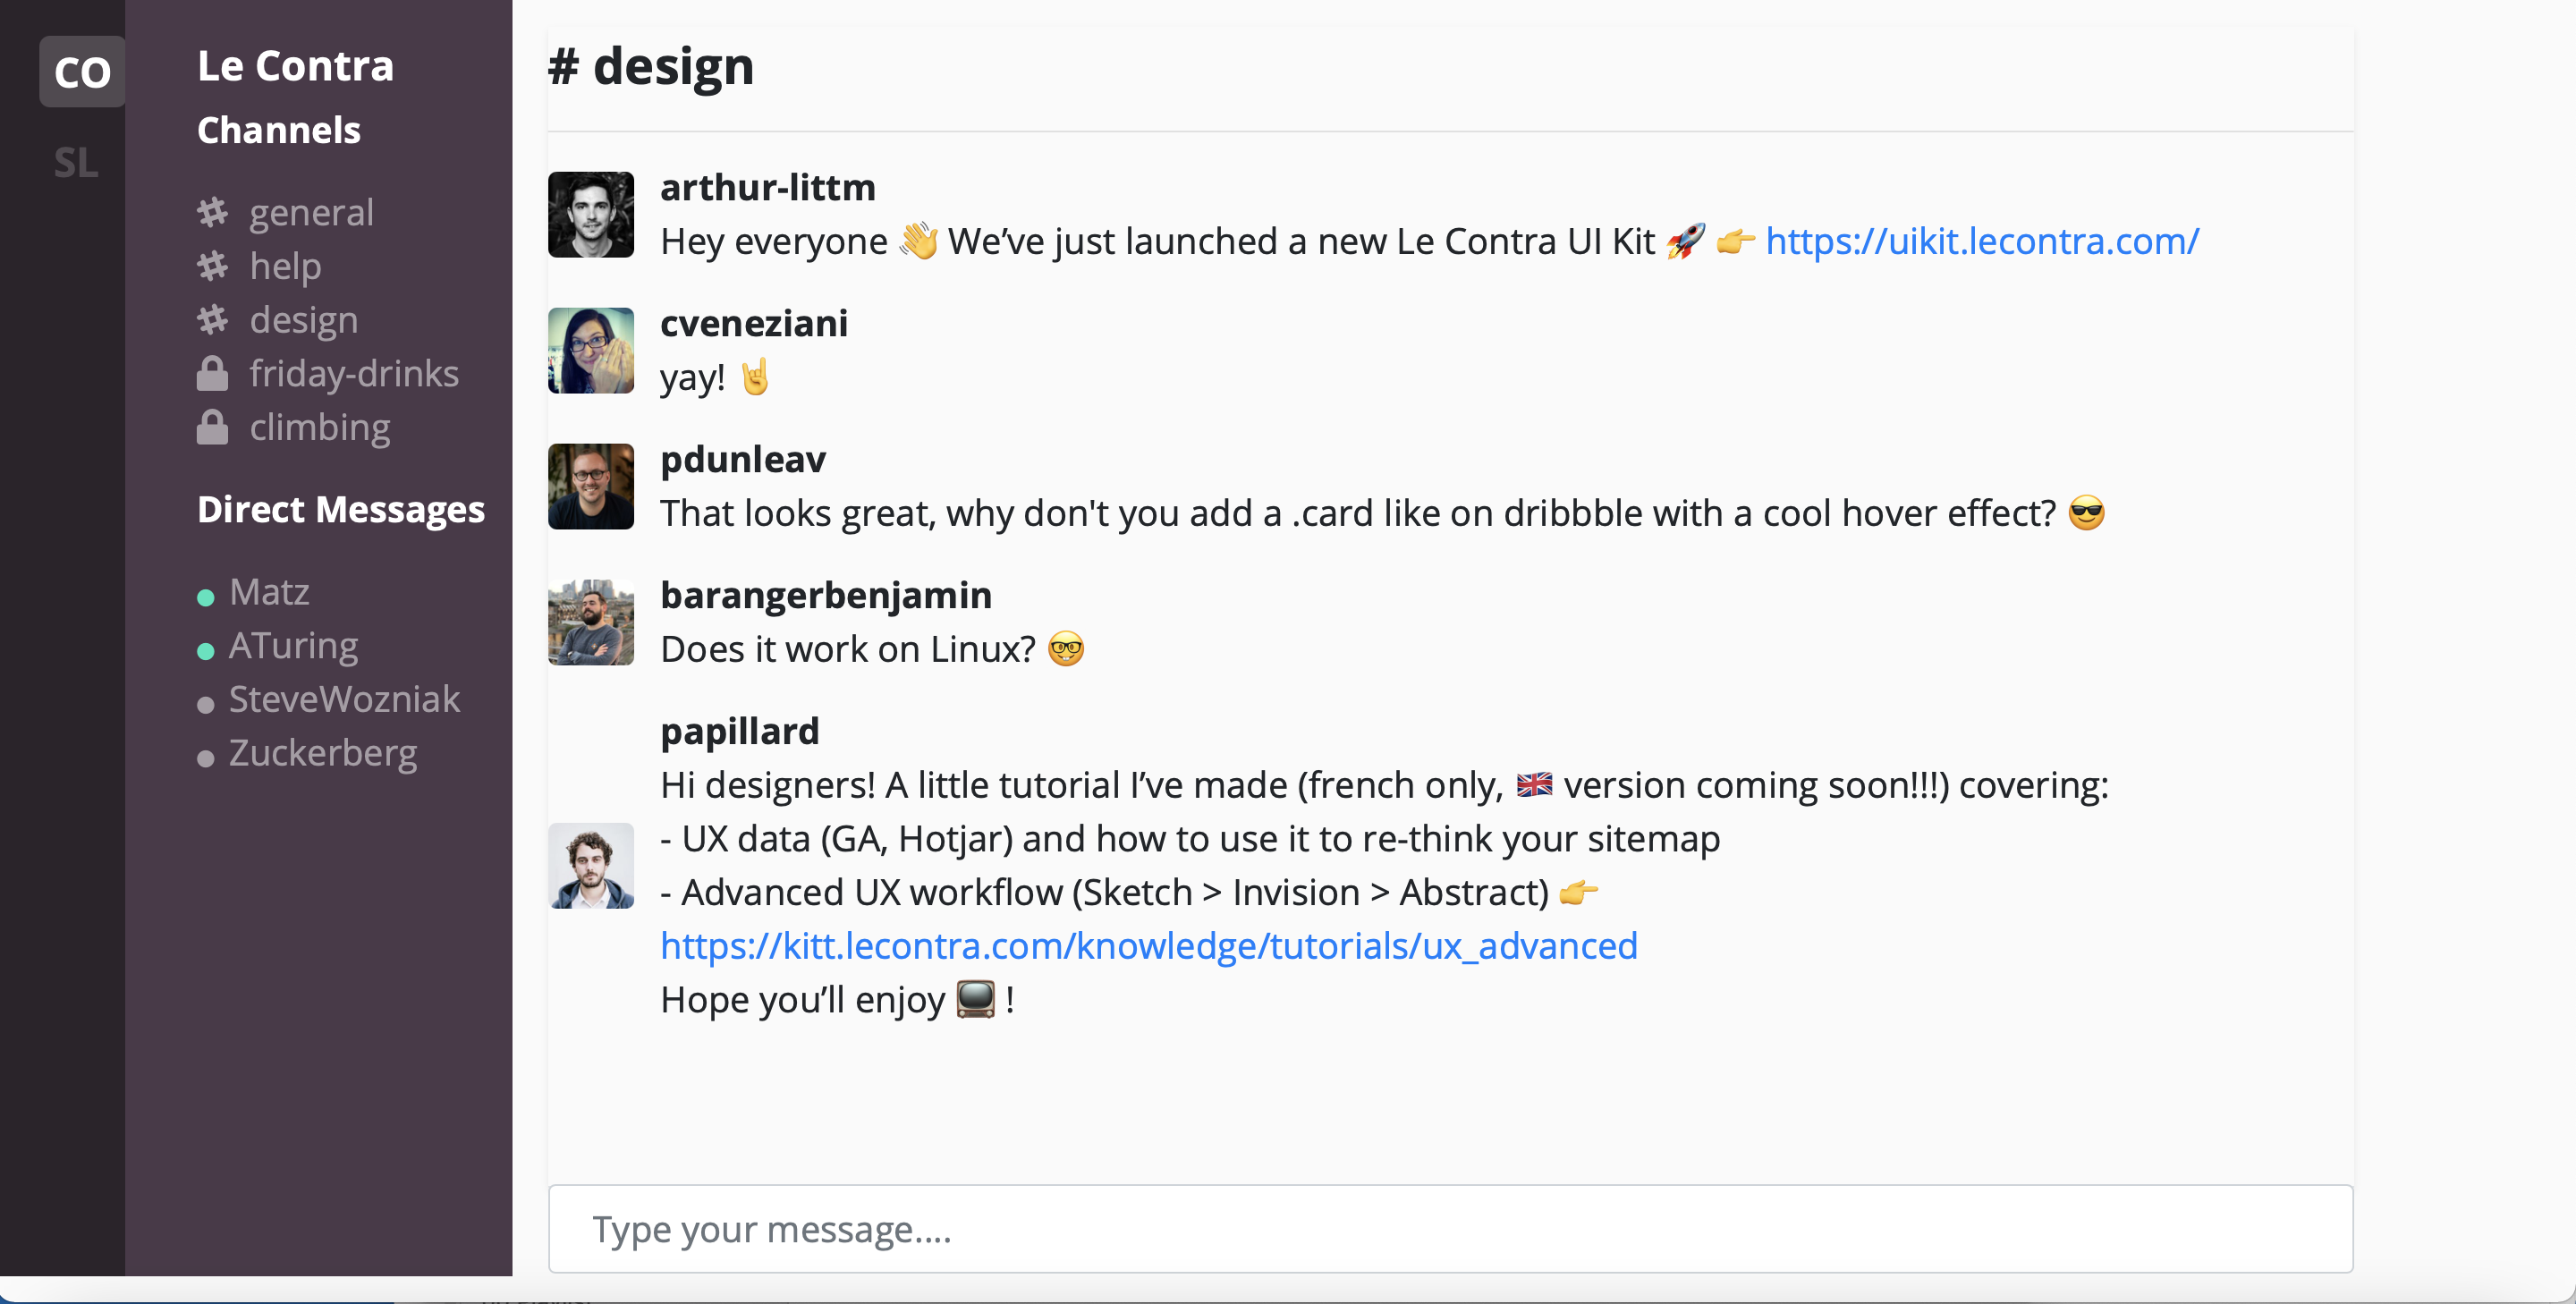 CO
SL
Le Contra
Channels
general
help
design
friday-drinks
climbing
Direct Messages
Matz
ATuring
SteveWozniak
Zuckerberg
# design
arthur-littm
Hey everyone 👋 We’ve just launched a new Le Contra UI Kit 🚀 👉 https://uikit.lecontra.com/
cveneziani
yay! 🤘
pdunleav
That looks great, why don't you add a .card like on dribbble with a cool hover effect? 😎
barangerbenjamin
Does it work on Linux? 🤓
papillard
Hi designers! A little tutorial I’ve made (french only, 🇬🇧 version coming soon!!!) covering:
- UX data (GA, Hotjar) and how to use it to re-think your sitemap
- Advanced UX workflow (Sketch > Invision > Abstract) 👉
https://kitt.lecontra.com/knowledge/tutorials/ux_advanced
Hope you’ll enjoy 📺 !
Type your message....